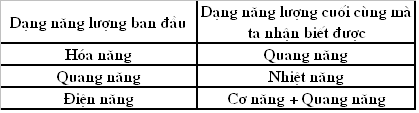 Dạng năng lượng ban đầu
Dạng năng lượng cuối cùng mà
ta nhận biết được
Hóa năng
Quang năng
Quang năng
Nhiệt năng
Điện năng
Cơ năng + Quang năng